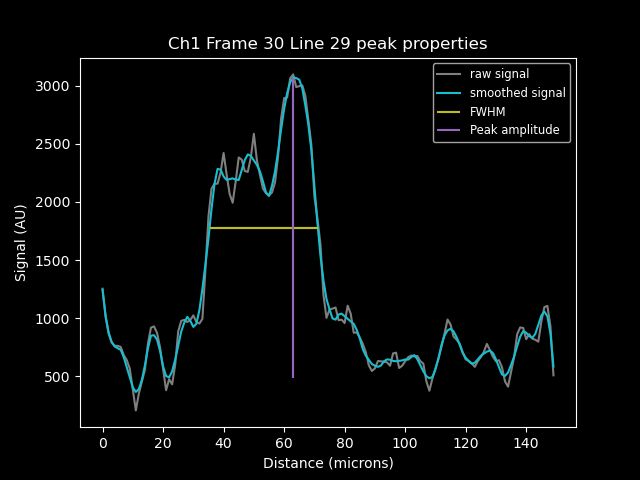 Ch1 Frame 30 Line 29 peak properties
raw signal
smoothed signal
FWHM
Peak amplitude
3000
2500
2000
1500
1000
500
Signal (AU)
0 20 40 60 80 100 120 140
Distance (microns)